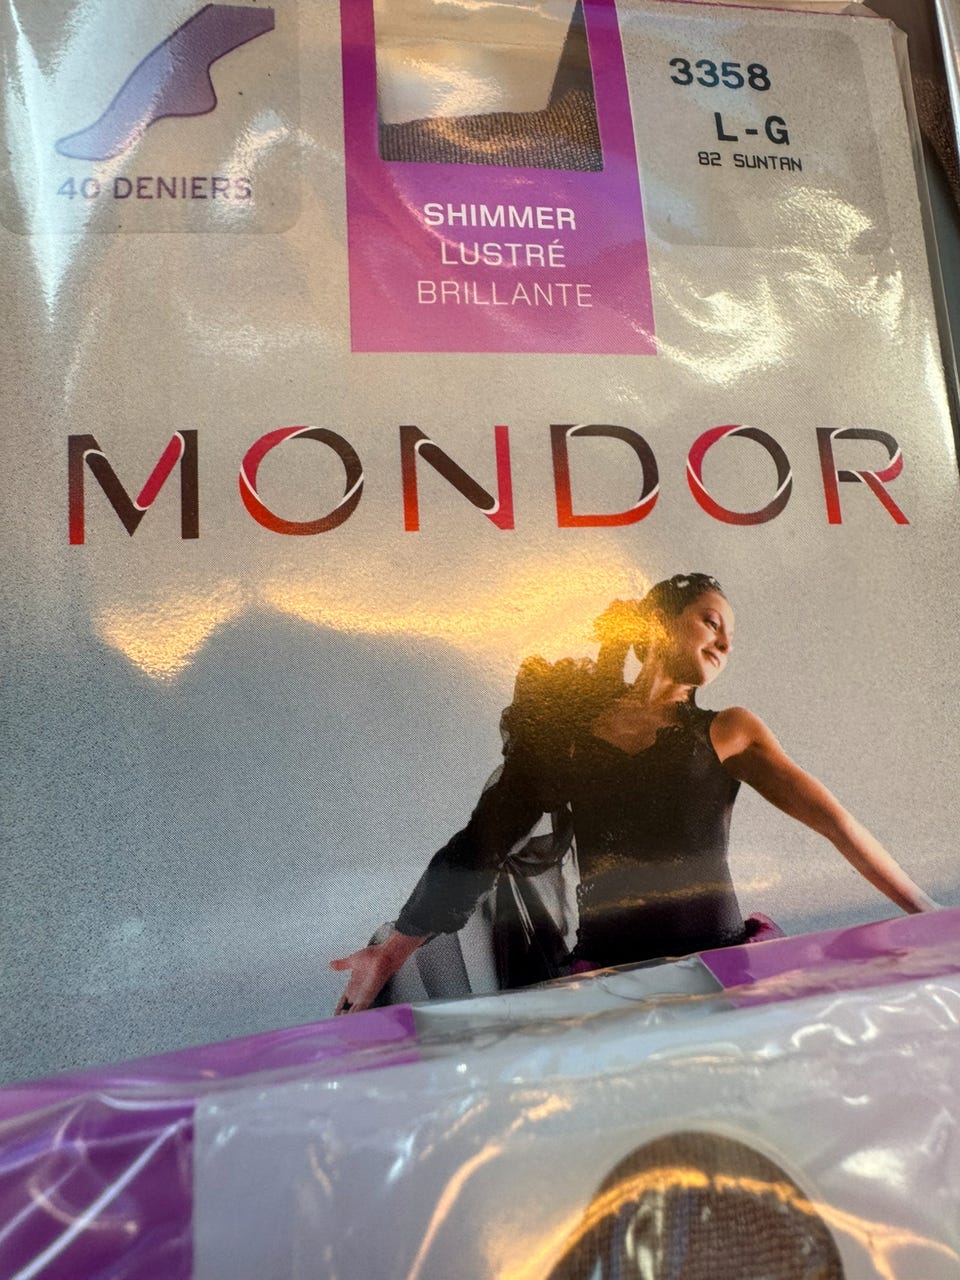 40 DENIERS
SHIMMER
LUSTRÉ
BRILLANTE
3358
L-G
82 SUNTAN
MONDOR